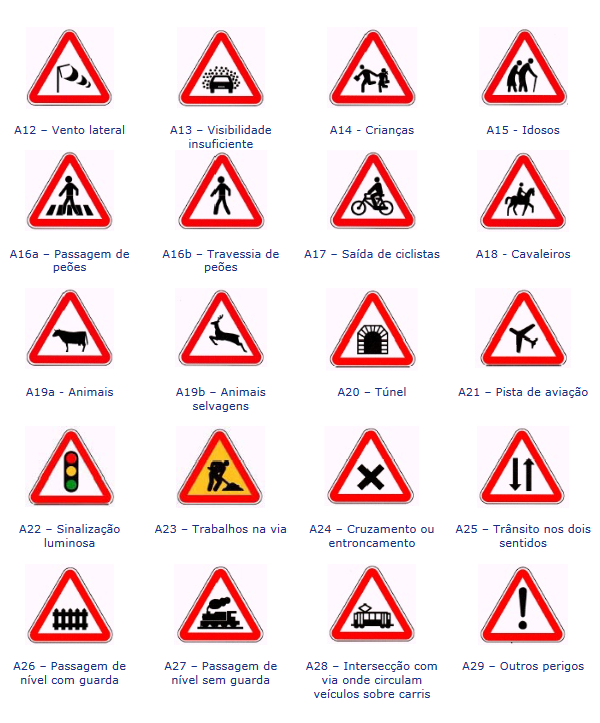 A12 – Vento lateral
A13 – Visibilidade
insuficiente
A14 - Crianças
A15 - Idosos
A16a – Passagem de
peões
A16b – Travessia de
peões
A17 – Saída de ciclistas
A18 - Cavaleiros
A19a - Animais
A19b – Animais
selvagens
A20 – Túnel
A21 – Pista de aviação
A22 – Sinalização
luminosa
A23 – Trabalhos na via
A24 – Cruzamento ou
entroncamento
A25 – Trânsito nos dois
sentidos
A26 – Passagem de
nível com guarda
A27 – Passagem de
nível sem guarda
A28 – Intersecção com
via onde circulam
veículos sobre carris
A29 – Outros perigos